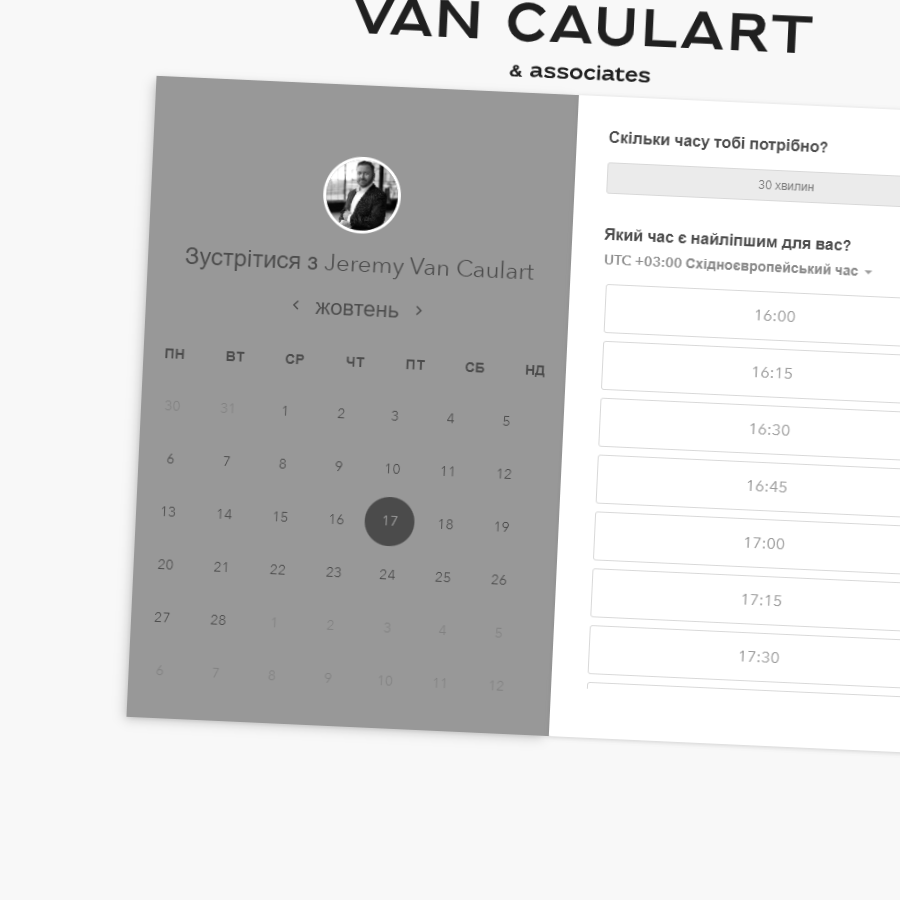 VAN CAULART
& associates
Зустрітися з Jeremy Van Caulart
жовтень
ПН ВТ СР ЧТ ПТ СБ НД
30 31 1 2 3 4 5
6 7 8 9 10 11 12
13 14 15 16 17 18 19
20 21 22 23 24 25 26
27 28 1 2 3 4 5
6 7 8 9 10 11 12
Скільки часу тобі потрібно?
30 хвилин
Який час є найліпшим для вас?
UTC +03:00 Східноєвропейський час
16:00
16:15
16:30
16:45
17:00
17:15
17:30